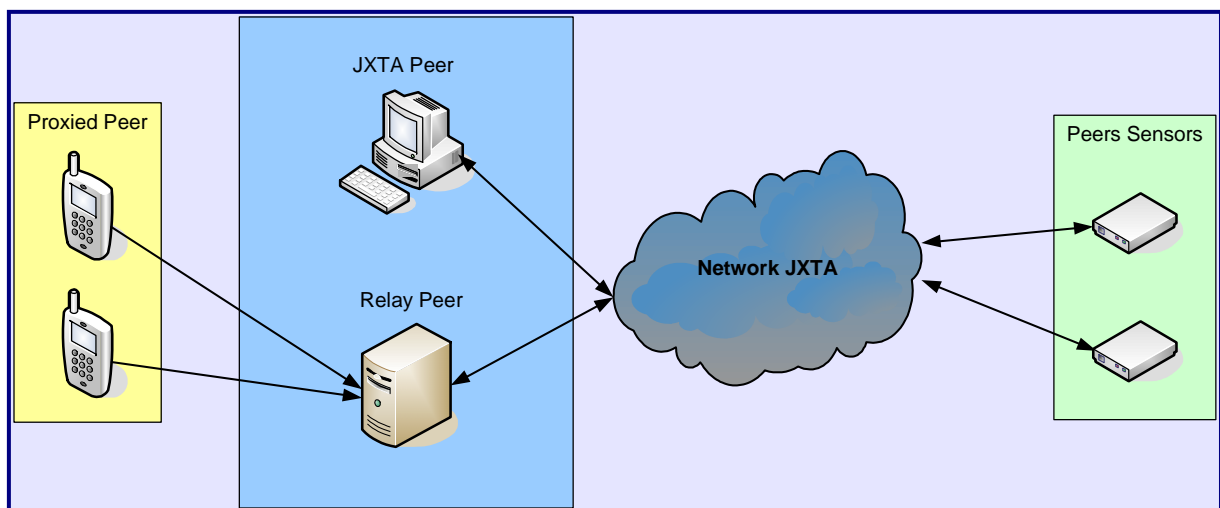 JXTA Peer
Proxied Peer
Peers Sensors
Network JXTA
Relay Peer